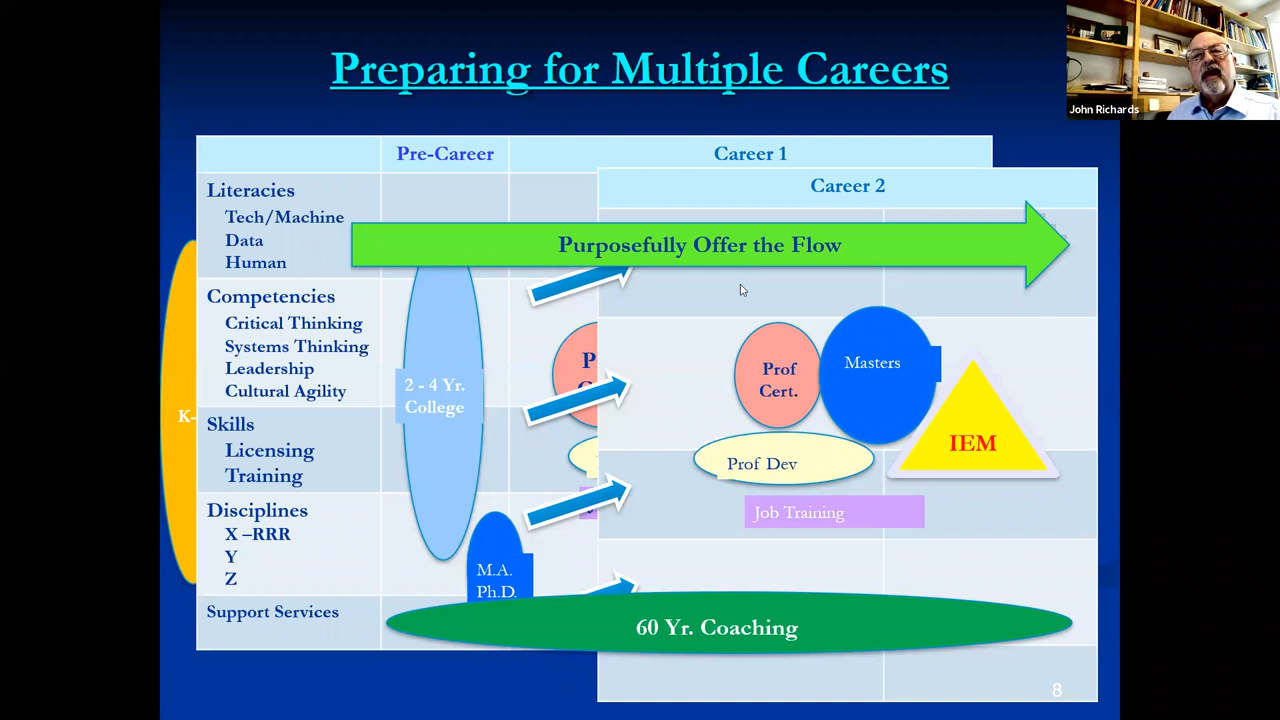 Preparing for Multiple Careers
John Richards
Pre-Career
Career 1
Career 2
Literacies
Tech/Machine
Data
Human
Purposefully Offer the Flow
Competencies
Critical Thinking
Systems Thinking
Leadership
Cultural Agility
K-
2 - 4 Yr.
College
P
Prof
Cert.
Masters
IEM
Skills
Licensing
Training
Prof Dev
Job Training
Disciplines
X –RRR
Y
Z
M.A.
Ph.D.
Support Services
60 Yr. Coaching
8